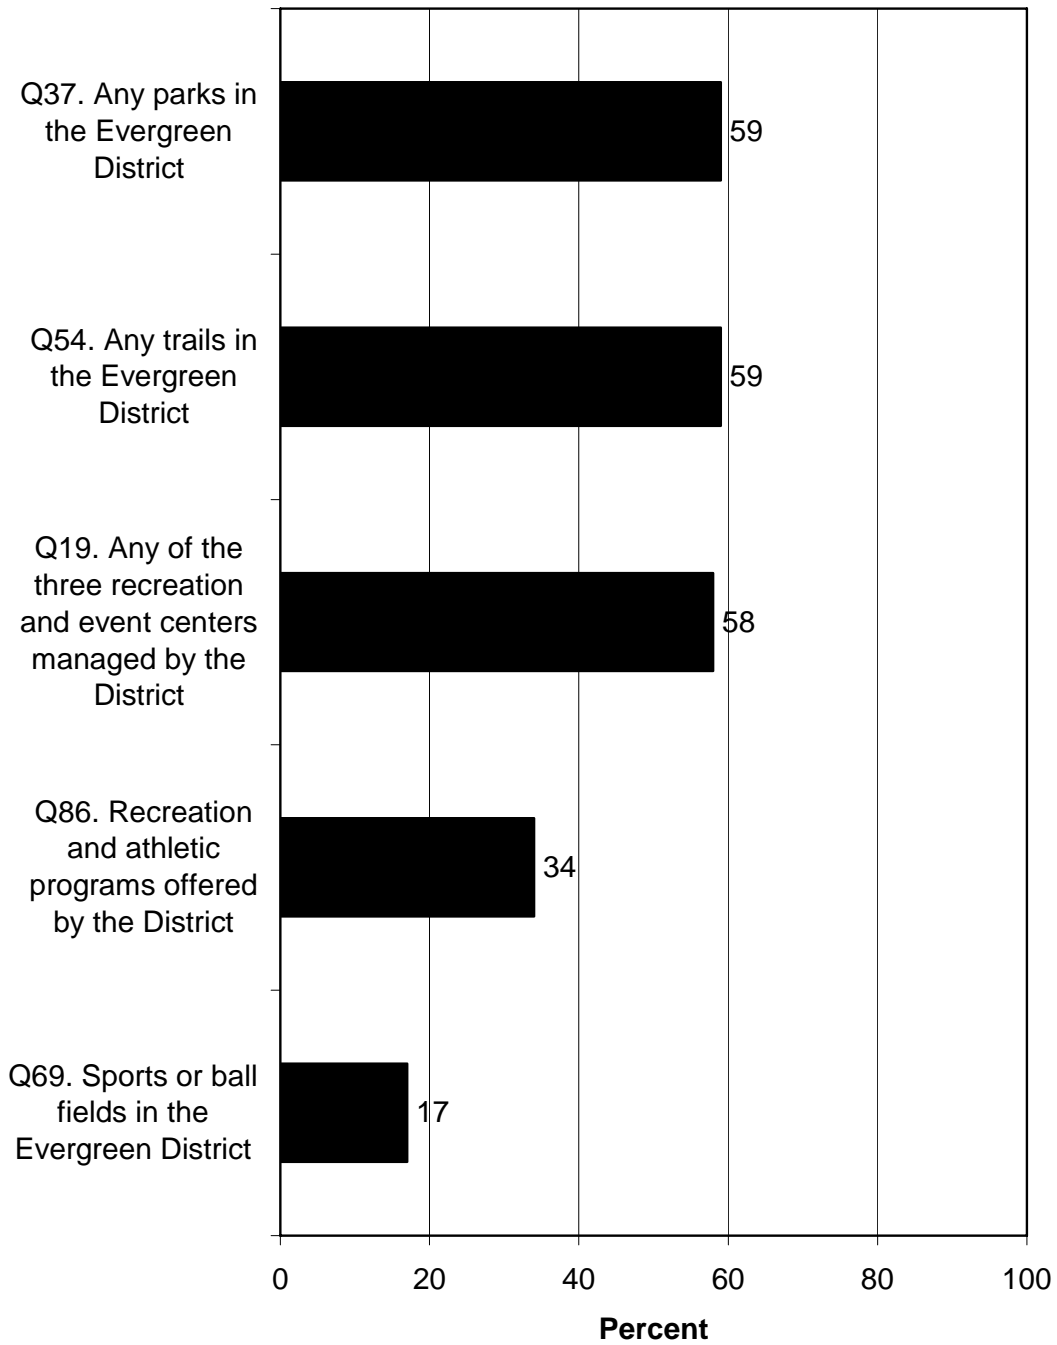 Q37. Any parks in
the Evergreen
District
59
Q54. Any trails in
the Evergreen
District
59
Q19. Any of the
three recreation
and event centers
managed by the
District
58
Q86. Recreation
and athletic
programs offered
by the District
34
Q69. Sports or ball
fields in the
Evergreen District
17
0 20 40 60 80 100
Percent